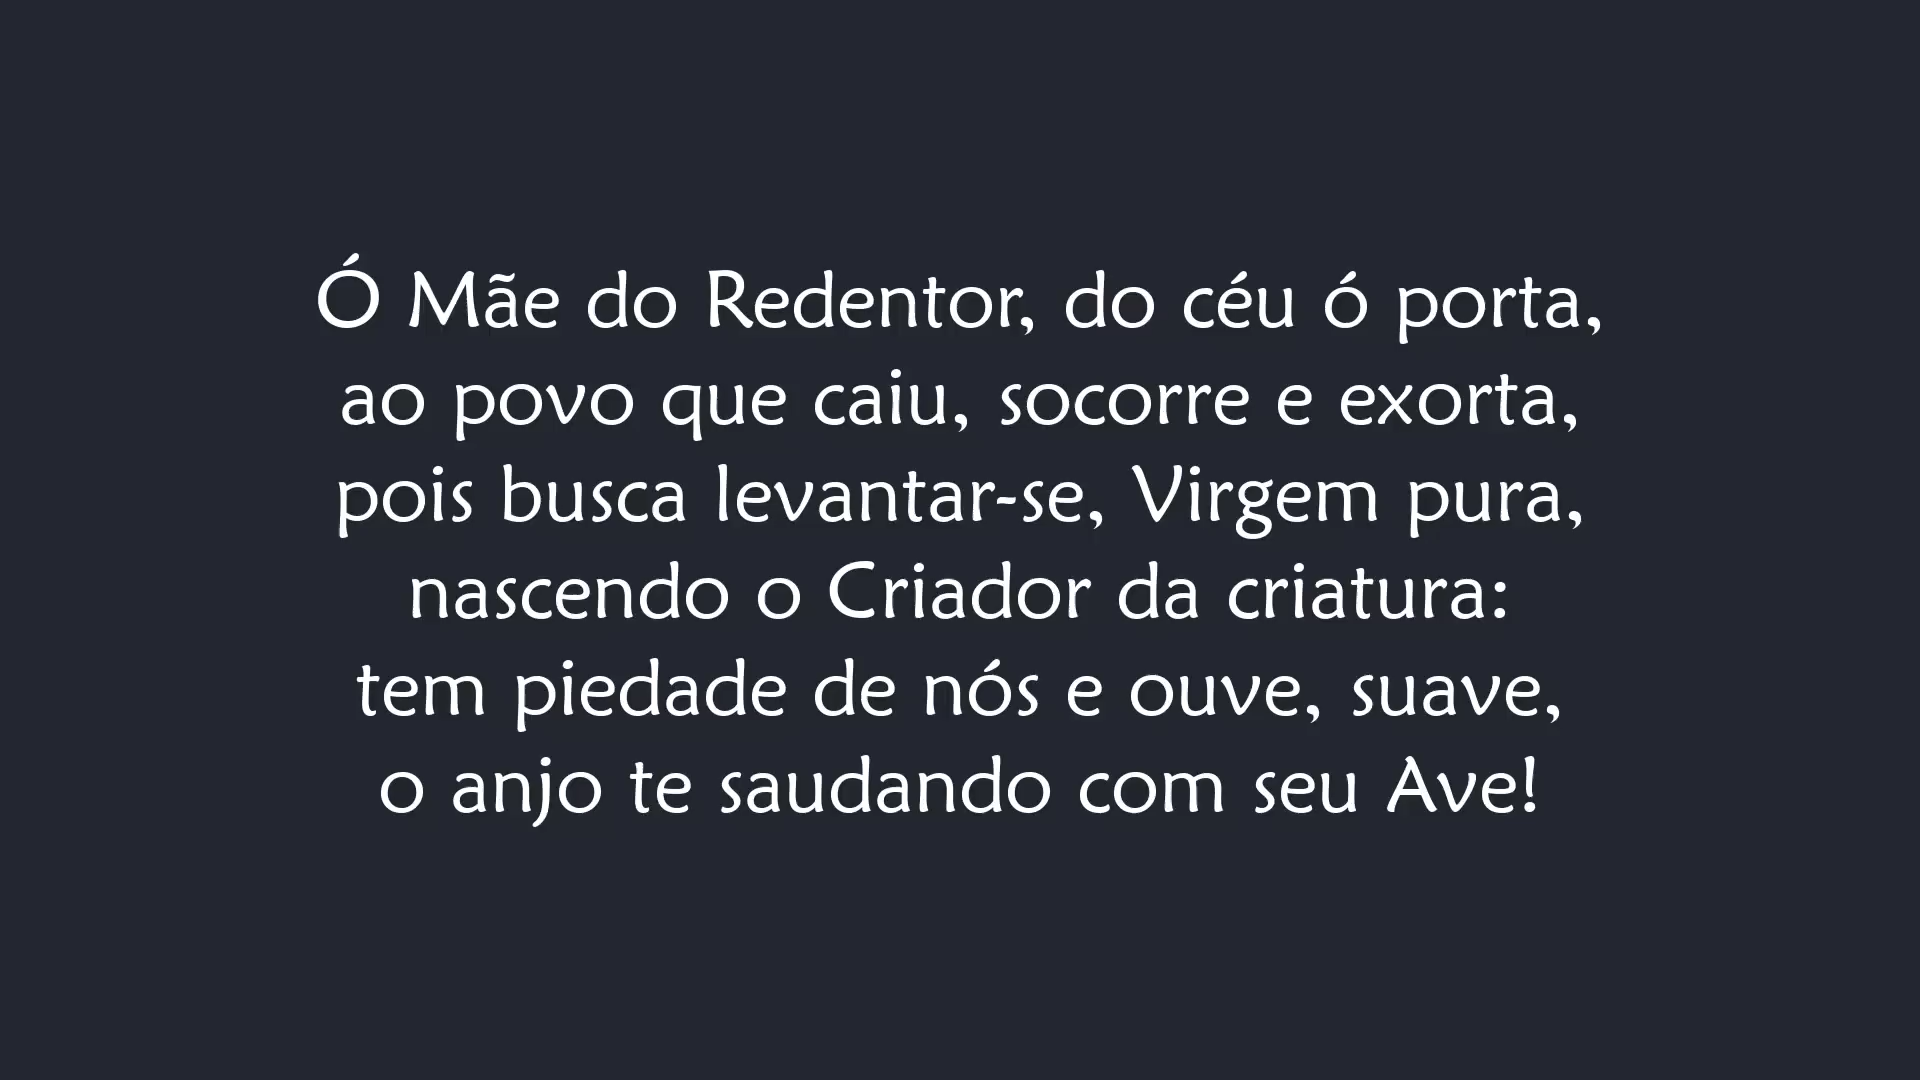 Ó Mãe do Redentor, do céu ó porta,
ao povo que caiu, socorre e exorta,
pois busca levantar-se, Virgem pura,
nascendo o Criador da criatura:
tem piedade de nós e ouve, suave,
o anjo te saudando com seu Ave!